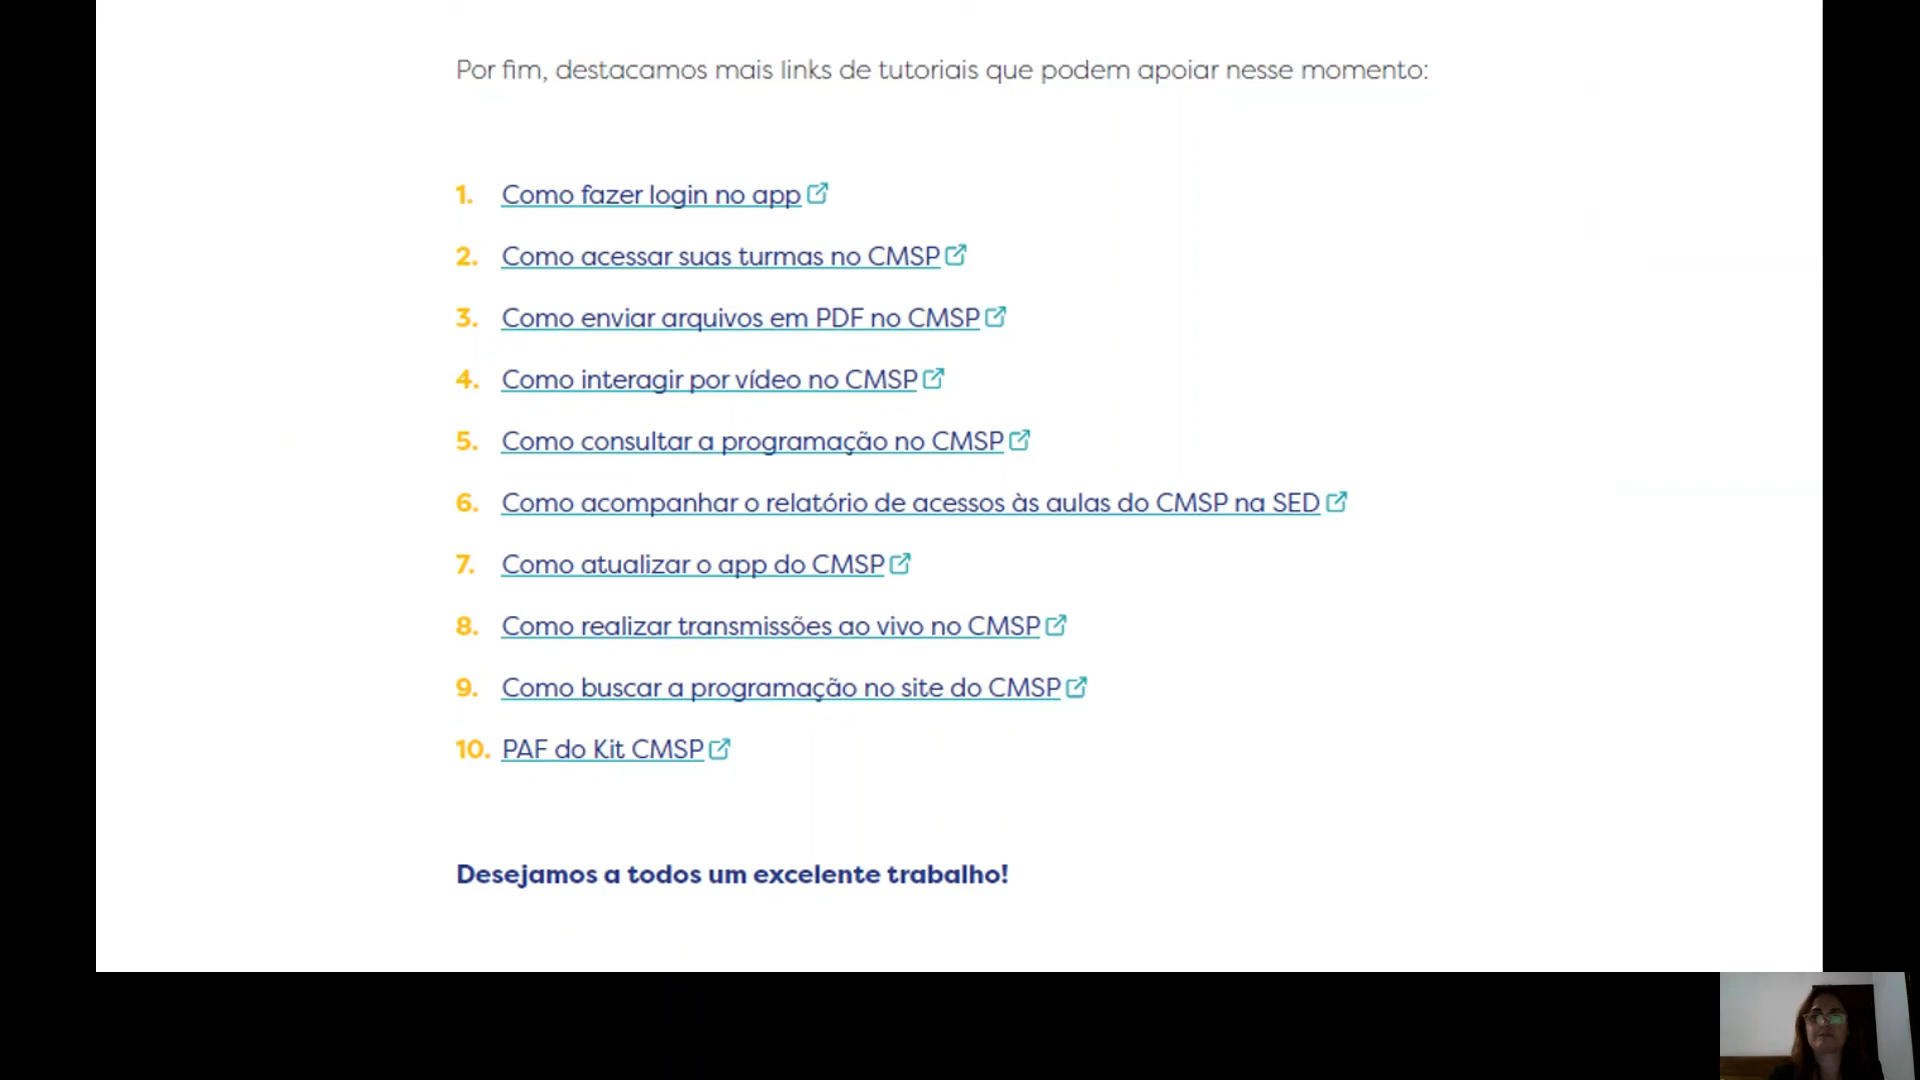 Por fim, destacamos mais links de tutoriais que podem apoiar nesse momento:
1. Como fazer login no app
2. Como acessar suas turmas no CMSP
3. Como enviar arquivos em PDF no CMSP
4. Como interagir por vídeo no CMSP
5. Como consultar a programação no CMSP
6. Como acompanhar o relatório de acessos às aulas do CMSP na SED
7. Como atualizar o app do CMSP
8. Como realizar transmissões ao vivo no CMSP
9. Como buscar a programação no site do CMSP
10. PAF do Kit CMSP
Desejamos a todos um excelente trabalho!